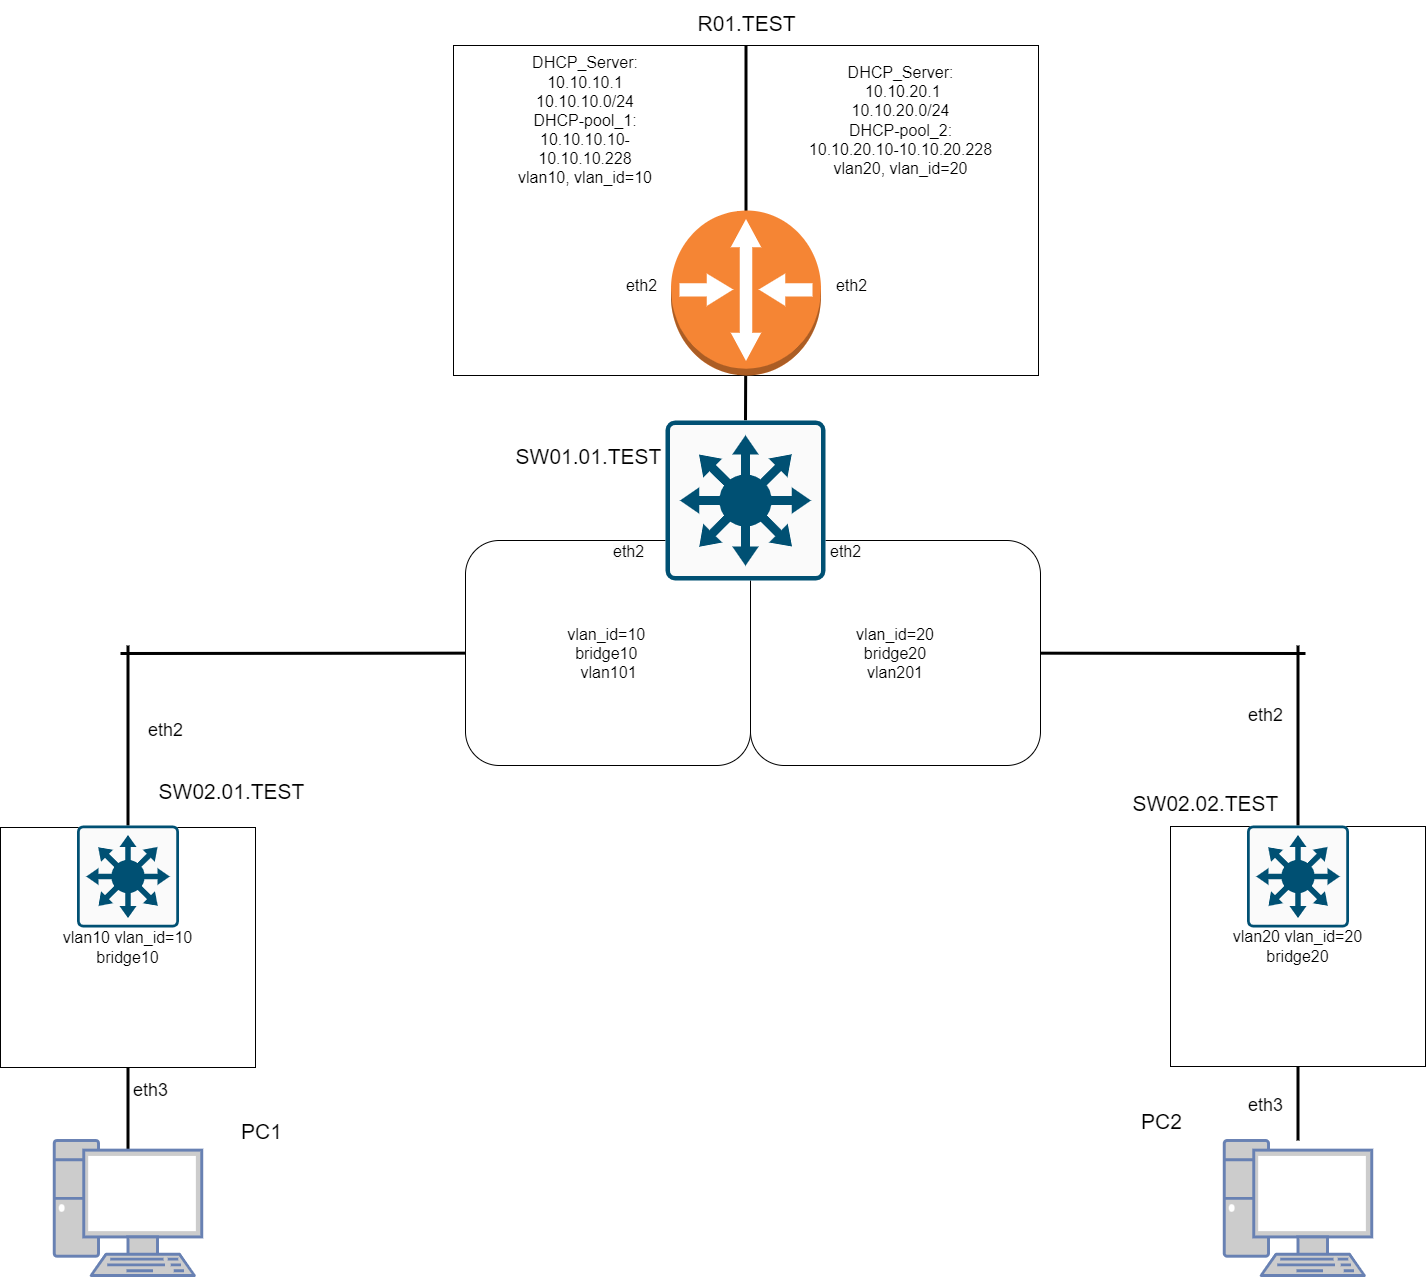 R01.TEST
DHCP_Server:
10.10.10.1
10.10.10.0/24
DHCP-pool_1:
10.10.10.10-
10.10.10.228
vlan10, vlan_id=10
DHCP_Server:
10.10.20.1
10.10.20.0/24
DHCP-pool_2:
10.10.20.10-10.10.20.228
vlan20, vlan_id=20
eth2
eth2
SW01.01.TEST
eth2
eth2
vlan_id=10
bridge10
vlan101
vlan_id=20
bridge20
vlan201
eth2
eth2
SW02.01.TEST
SW02.02.TEST
vlan10 vlan_id=10
bridge10
vlan20 vlan_id=20
bridge20
eth3
eth3
PC1
PC2